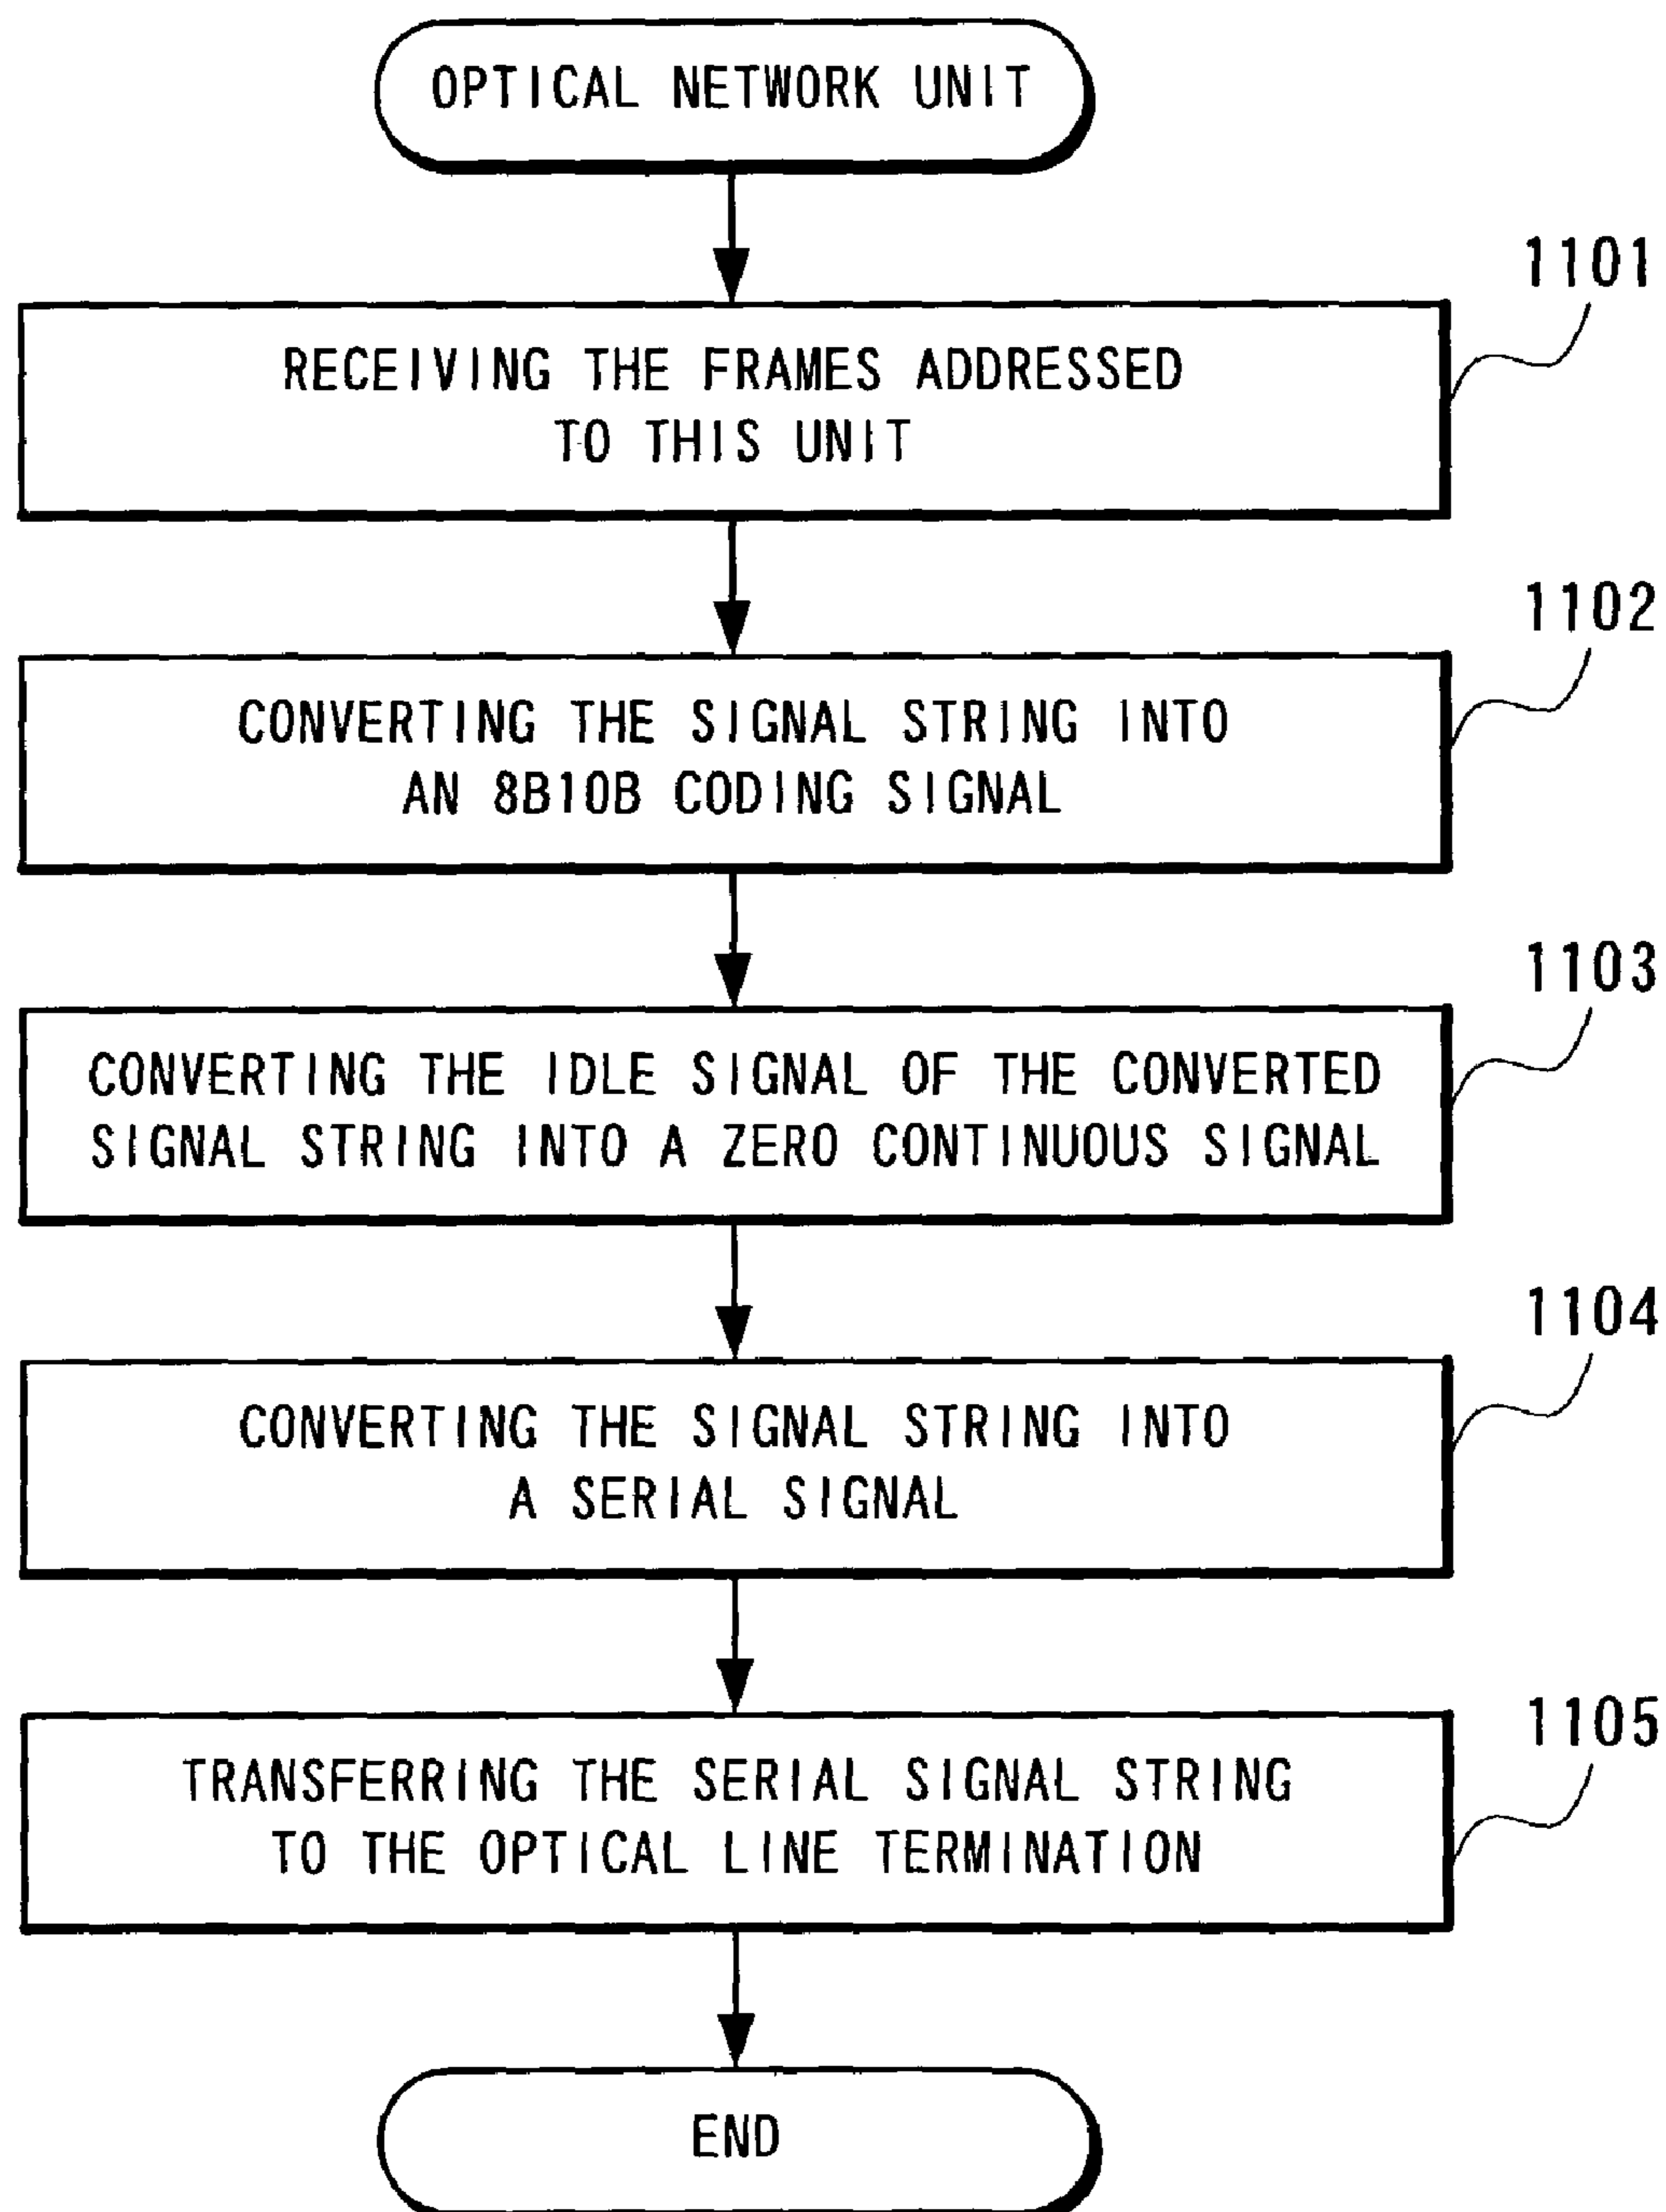 OPTICAL NETWORK UNIT
1101
RECEIVING THE FRAMES ADDRESSED
TO THIS UNIT
1102
CONVERTING THE SIGNAL STRING INTO
AN 8B10B CODING SIGNAL
1103
CONVERTING THE IDLE SIGNAL OF THE CONVERTED
SIGNAL STRING INTO A ZERO CONTINUOUS SIGNAL
1104
CONVERTING THE SIGNAL STRING INTO
A SERIAL SIGNAL
1105
TRANSFERRING THE SERIAL SIGNAL STRING
TO THE OPTICAL LINE TERMINATION
END